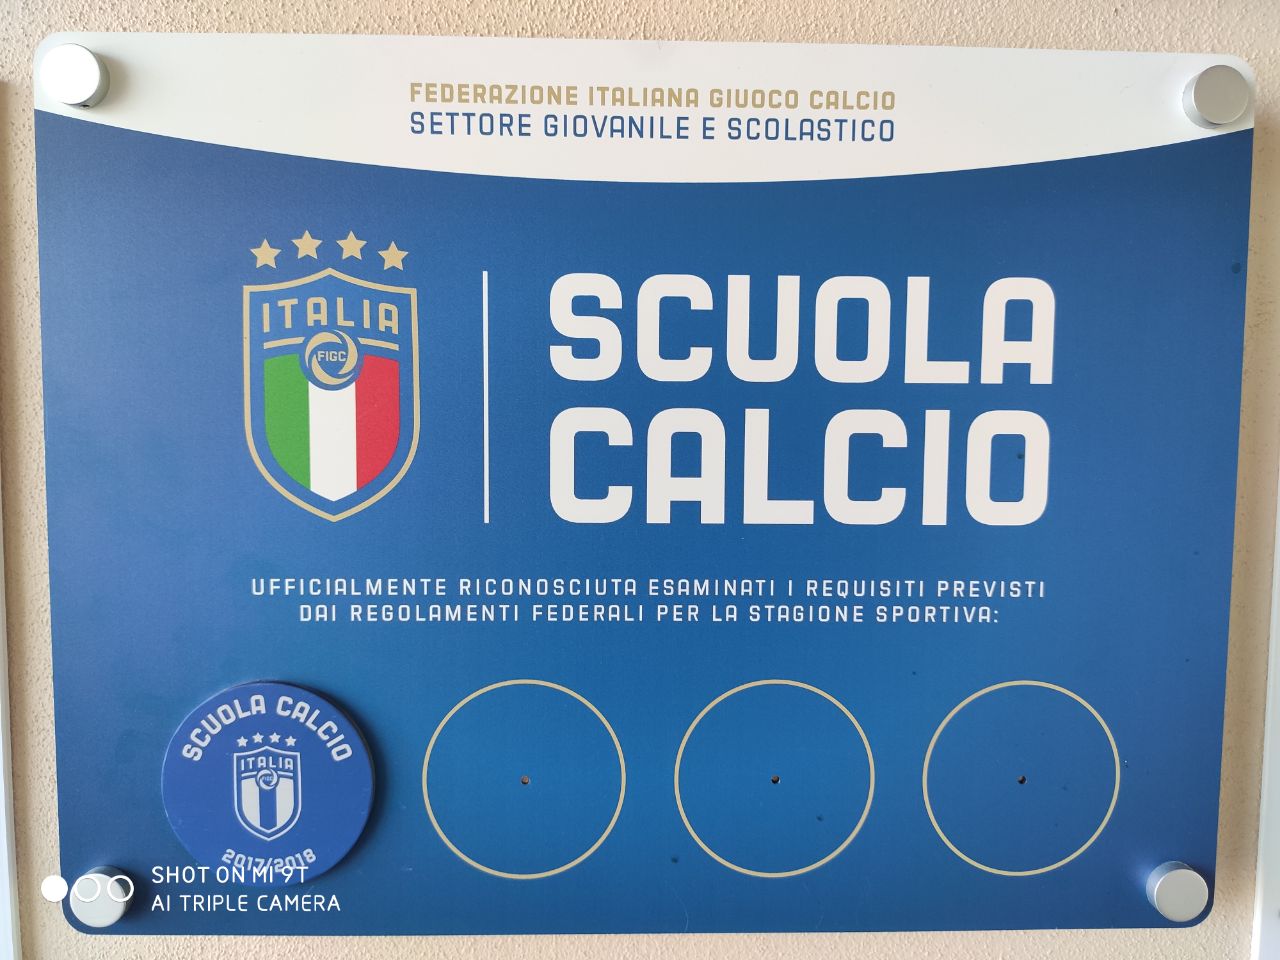 FEDERAZIONE ITALIANA GIUOCO CALCIO
SETTORE GIOVANILE E SCOLASTICO
ITALIA
FIGC
SCUOLA
CALCIO
UFFICIALMENTE RICONOSCIUTA ESAMINATI I REQUISITI PREVISTI
DAI REGOLAMENTI FEDERALI PER LA STAGIONE SPORTIVA:
SCUOLA CALCIO
ITALIA
FIGC
2017/2018
SHOT ON MI 9T
AI TRIPLE CAMERA